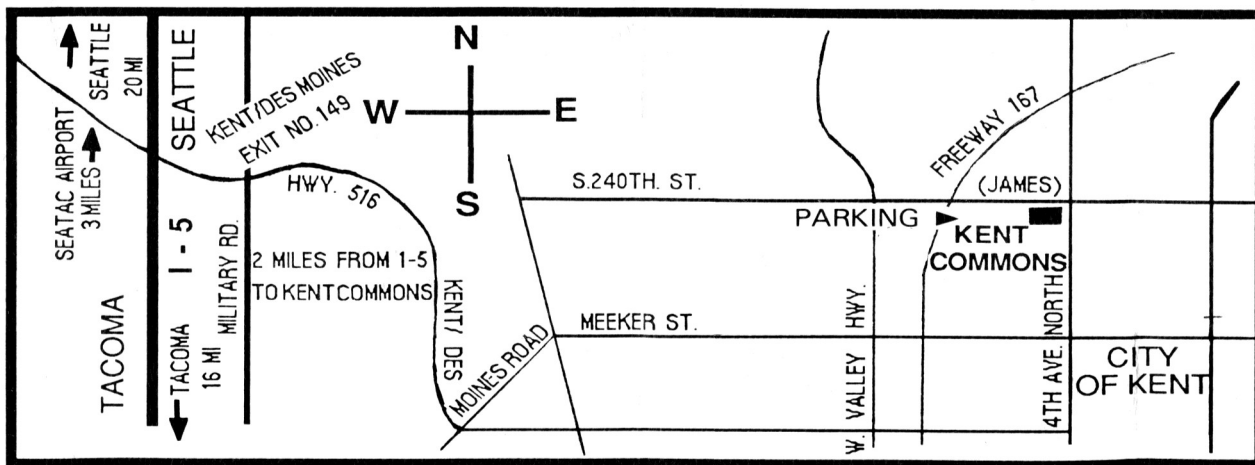 SEATTLE
20 MI
SEATAC AIRPORT
3 MILES
TACOMA
SEATTLE
I - 5
TACOMA
16 MI
MILITARY RD.
KENT/DES MOINES
EXIT NO. 149
HWY. 516
2 MILES FROM 1-5
TO KENT COMMONS
N
W
E
S
KENT/ DES
MOINES ROAD
S.240TH. ST.
(JAMES)
FREEWAY 167
PARKING
KENT
COMMONS
MEEKER ST.
W. VALLEY HWY.
4TH AVE. NORTH
CITY
OF KENT